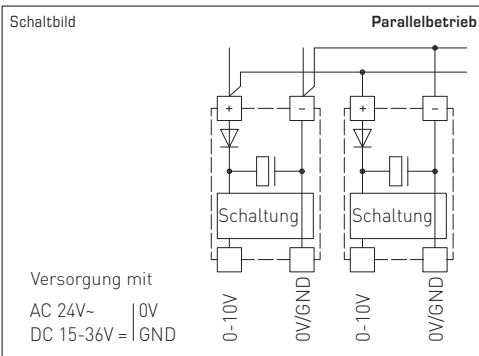 Schaltbild
Parallelbetrieb
+ − + −
Schaltung Schaltung
Versorgung mit
AC 24V~ | 0V
DC 15-36V = | GND
0-10V
0V/GND
0-10V
0V/GND